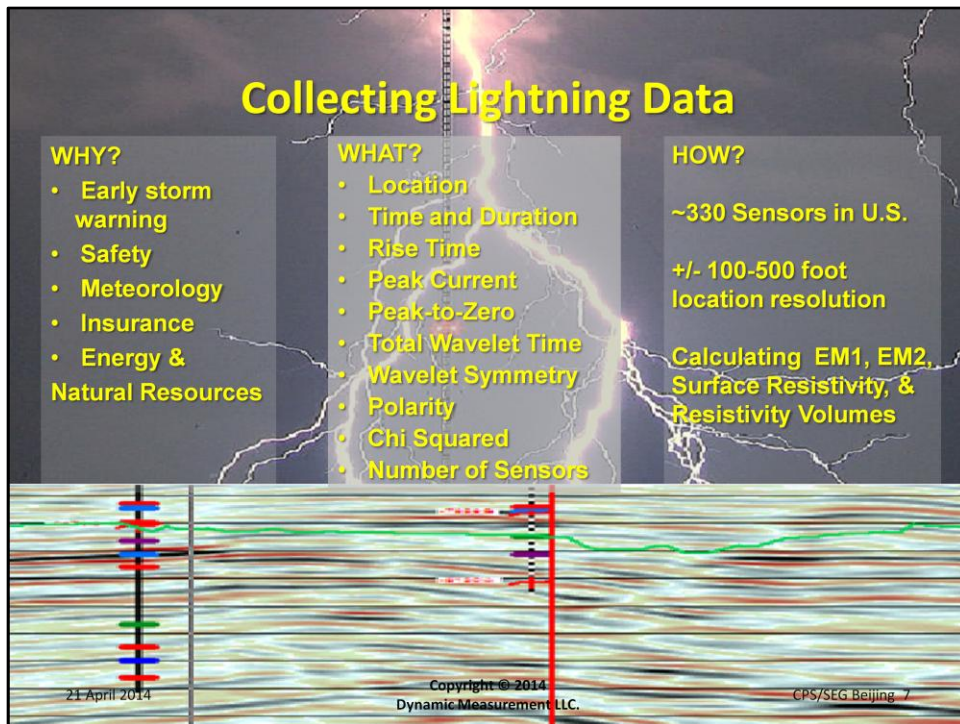 Collecting Lightning Data
WHY?
• Early storm
warning
• Safety
• Meteorology
• Insurance
• Energy &
Natural Resources
WHAT?
• Location
• Time and Duration
• Rise Time
• Peak Current
• Peak-to-Zero
• Total Wavelet Time
• Wavelet Symmetry
• Polarity
• Chi Squared
• Number of Sensors
HOW?
~330 Sensors in U.S.
+/- 100-500 foot
location resolution
Calculating EM1, EM2,
Surface Resistivity, &
Resistivity Volumes
21 April 2014
Copyright © 2014
Dynamic Measurement LLC.
CPS/SEG Beijing 7